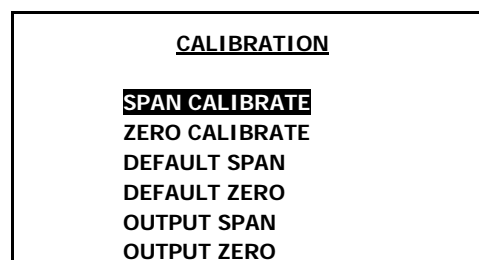 CALIBRATION
SPAN CALIBRATE
ZERO CALIBRATE
DEFAULT SPAN
DEFAULT ZERO
OUTPUT SPAN
OUTPUT ZERO